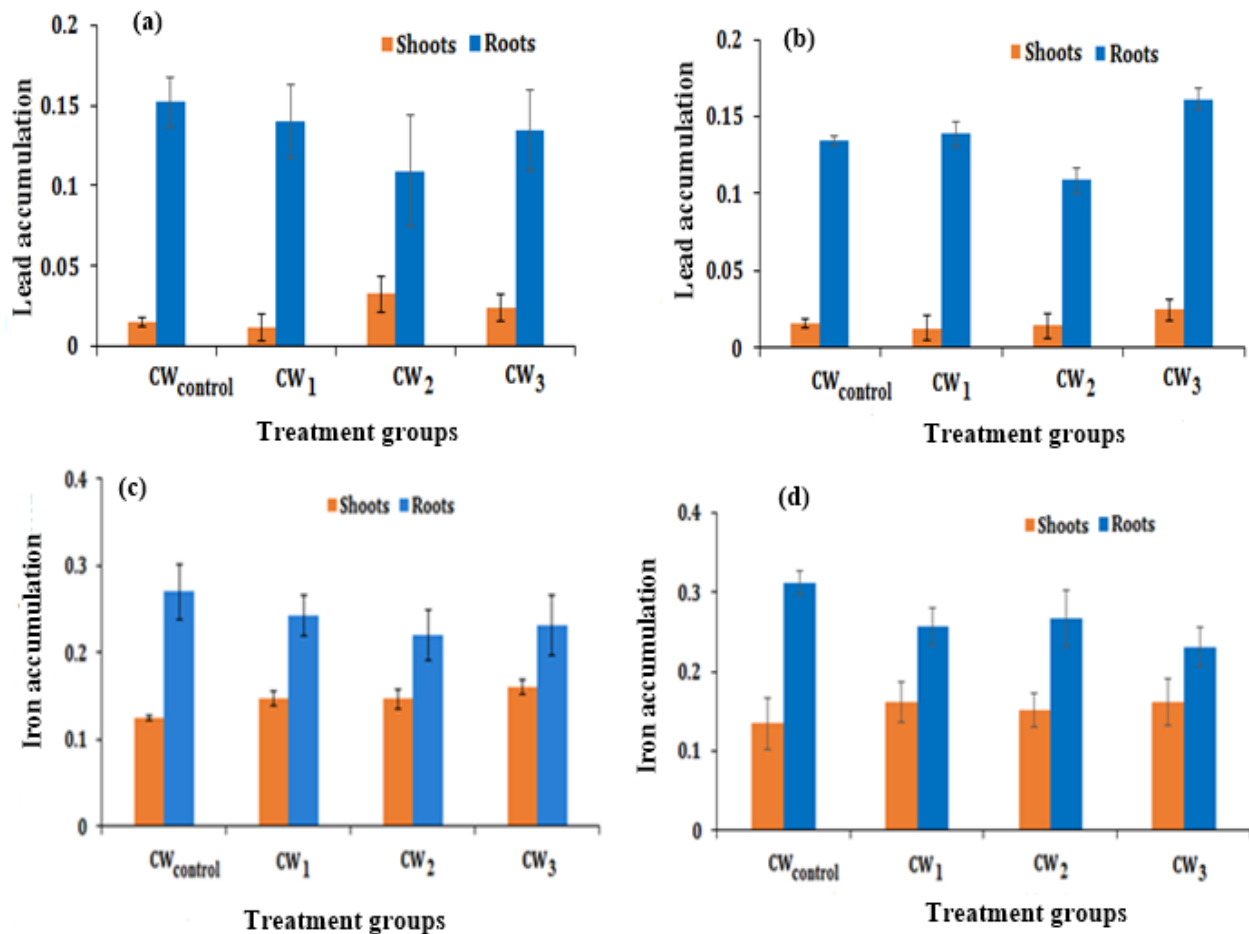 (a)
Shoots Roots
Lead accumulation
0.2
0.15
0.1
0.05
0
CWcontrol CW1 CW2 CW3
Treatment groups
(b)
Shoots Roots
Lead accumulation
0.2
0.15
0.1
0.05
0
CWcontrol CW1 CW2 CW3
Treatment groups
(c)
Shoots Roots
Iron accumulation
0.4
0.3
0.2
0.1
0
CWcontrol CW1 CW2 CW3
Treatment groups
(d)
Shoots Roots
Iron accumulation
0.4
0.3
0.2
0.1
0
CWcontrol CW1 CW2 CW3
Treatment groups